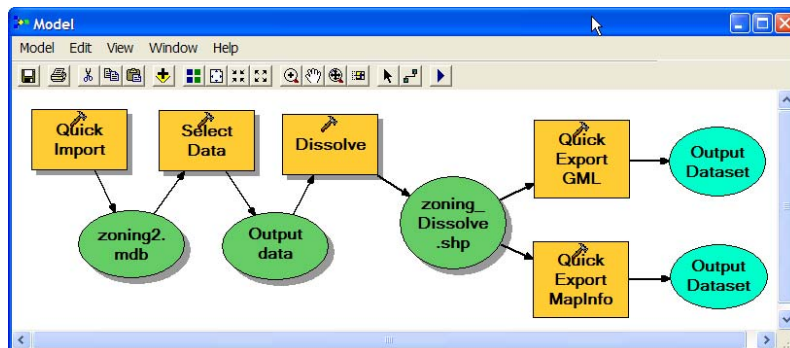 Model
Model Edit View Window Help
Quick
Import
Select
Data
Dissolve
Quick
Export
GML
Output
Dataset
zoning2.
mdb
Output
data
zoning_
Dissolve
.shp
Quick
Export
MapInfo
Output
Dataset